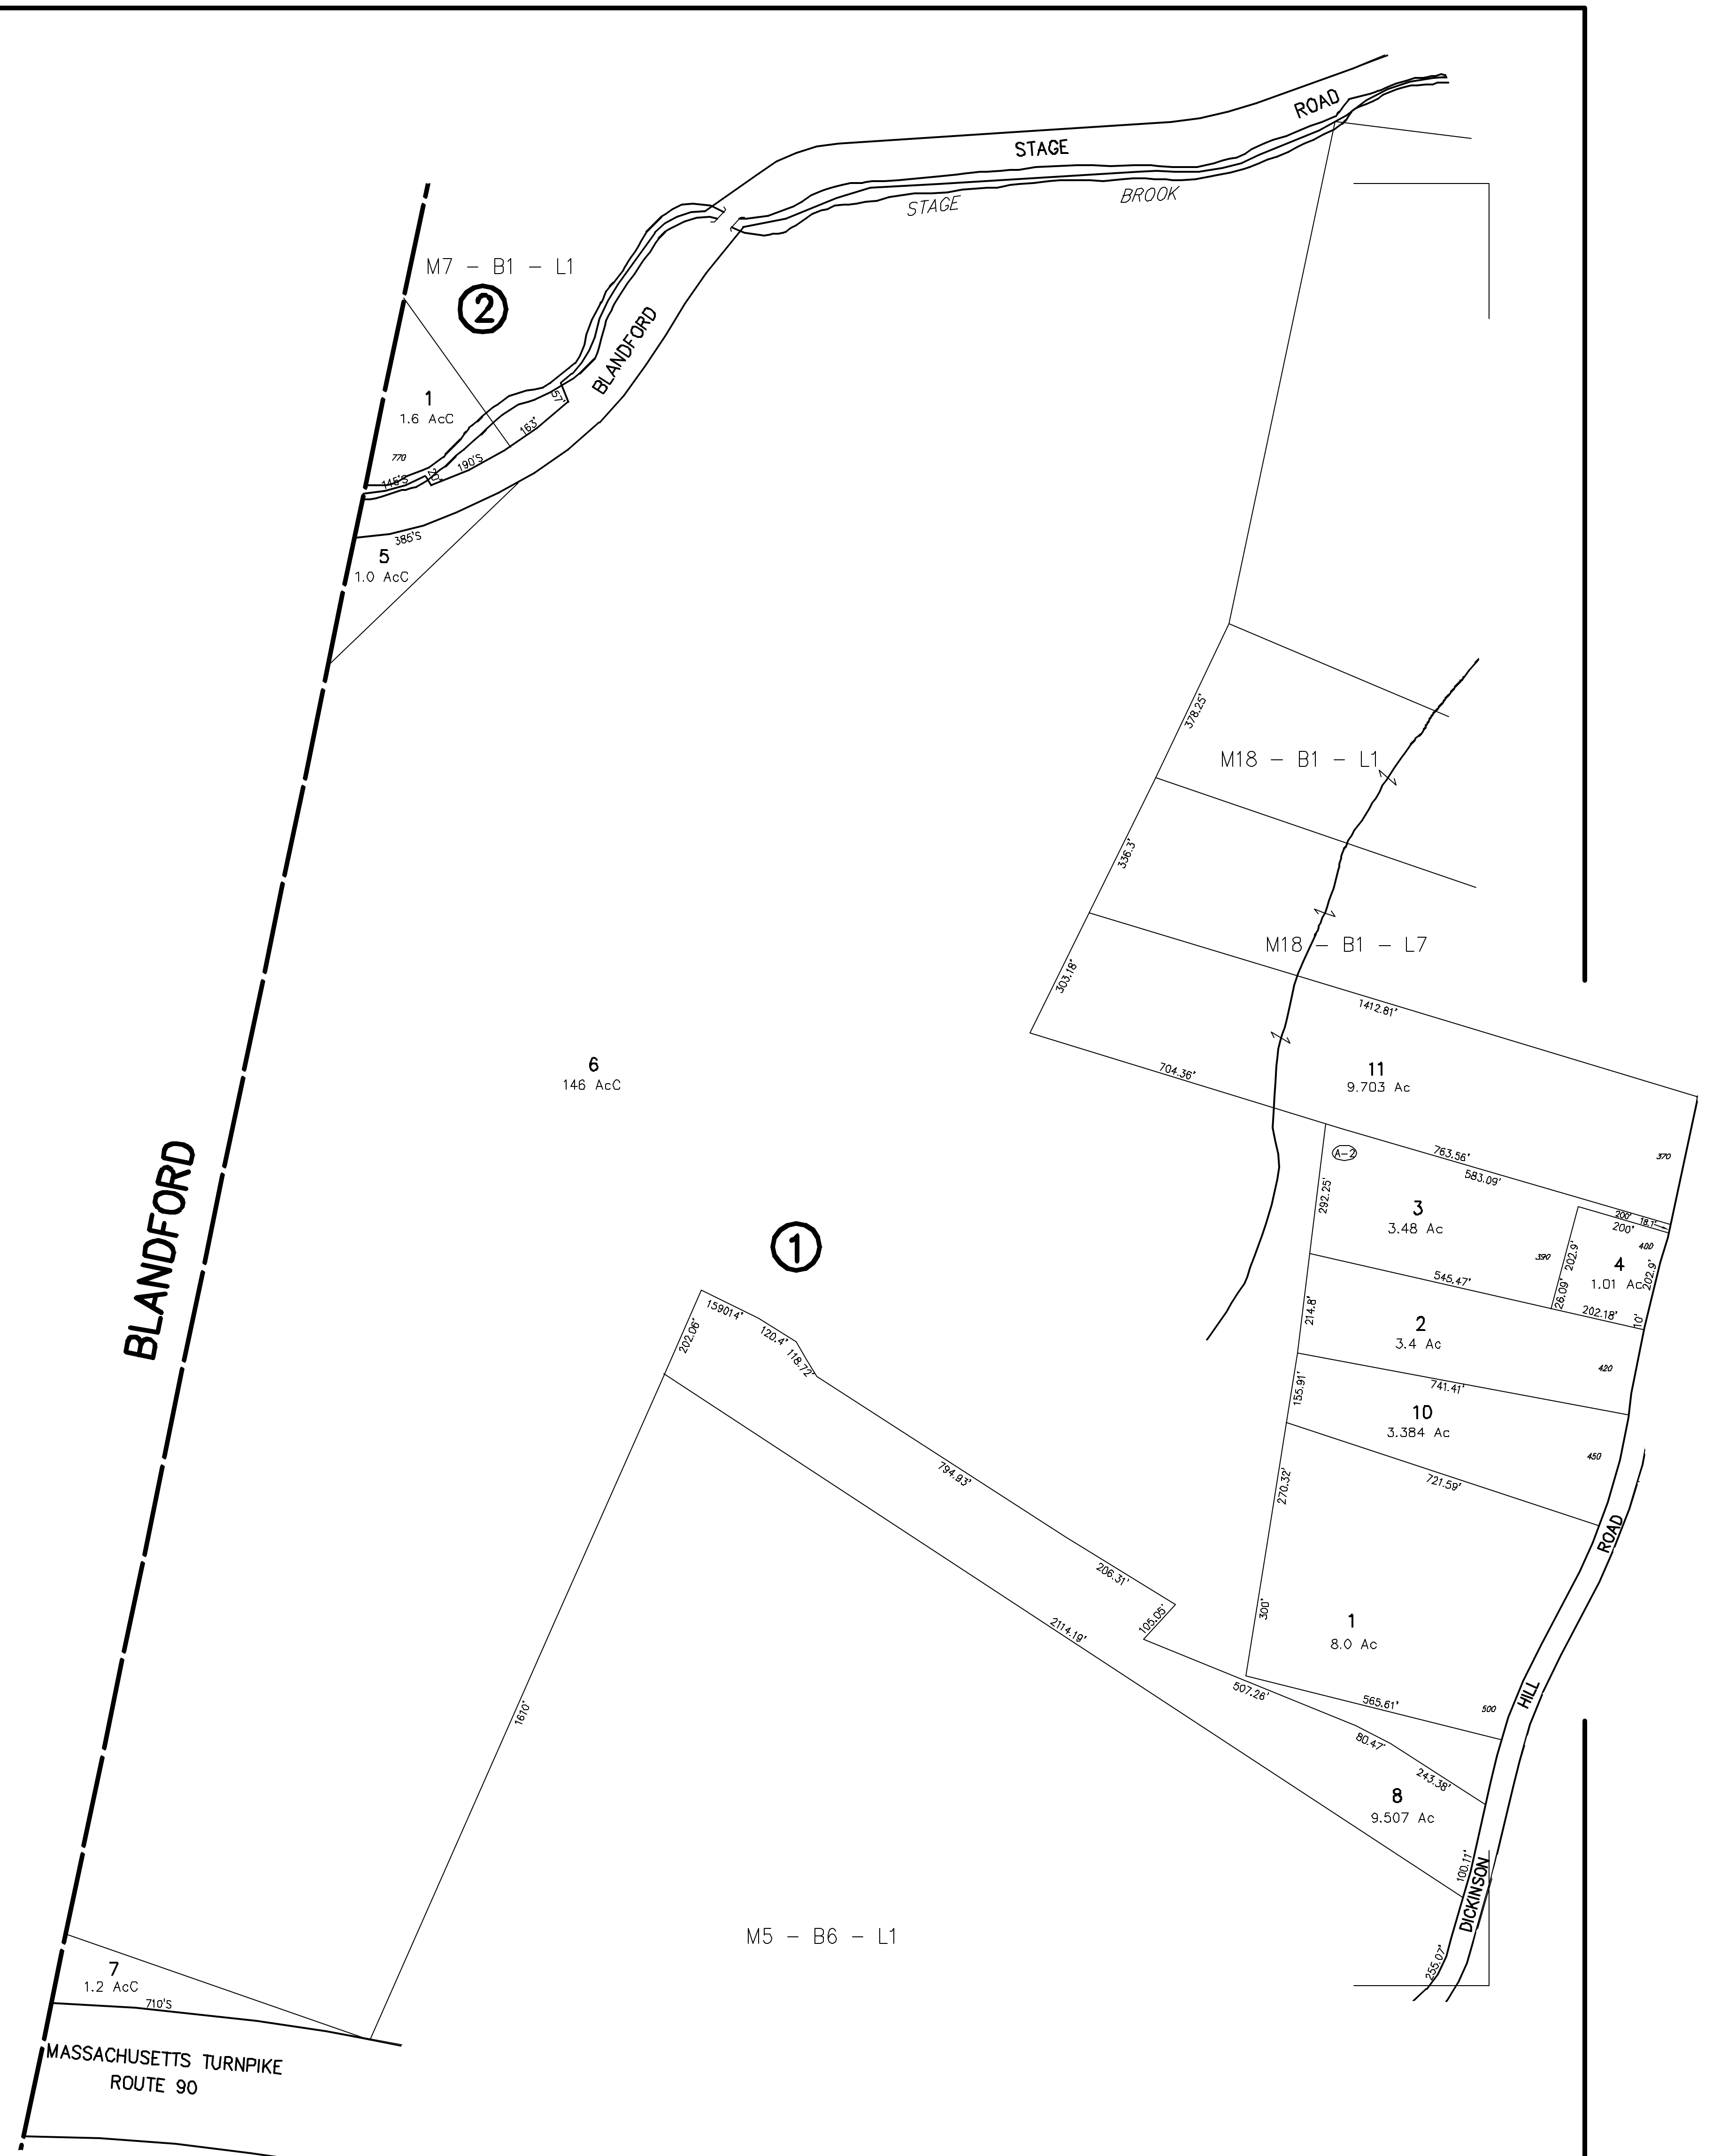 ROAD
STAGE
STAGE
BROOK
M7 - B1 - L1
2
BLANDFORD
1
1.6 AcC
57'
163'
770
190'S
20'
145'S
385'S
5
1.0 AcC
378.25'
M18 - B1 - L1
336.3'
M18 - B1 - L7
303.18'
1412.81'
704.36'
11
9.703 Ac
6
146 AcC
763.56'
583.09'
370
A-2
292.25'
3
3.48 Ac
200'
18.1'
200'
400
390
202.9'
4
1.01 Ac
202.9'
26.09'
545.47'
202.18'
10'
BLANDFORD
1
214.8'
2
3.4 Ac
420
159014'
120.4'
118.72'
202.06'
741.41'
155.91'
10
3.384 Ac
450
721.59'
794.93'
270.32'
ROAD
206.31'
105.05'
300'
1
8.0 Ac
2114.19'
507.26'
565.61'
500
HILL
1610'
80.47'
243.38'
8
9.507 Ac
100.11'
DICKINSON
M5 - B6 - L1
255.07'
7
1.2 AcC
710'S
MASSACHUSETTS TURNPIKE
ROUTE 90